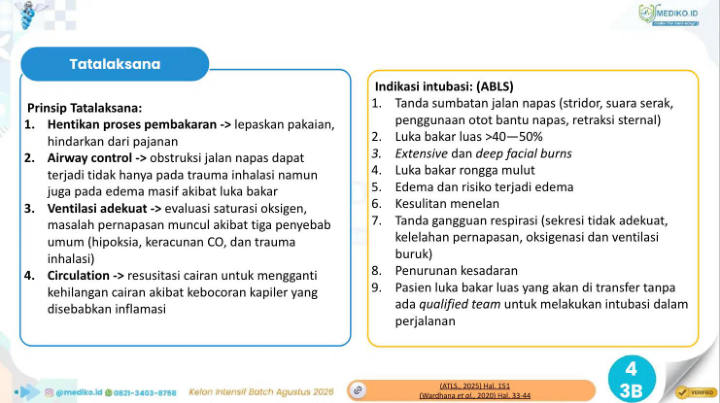 MEDIKO.ID
Tatalaksana
Prinsip Tatalaksana:
1. Hentikan proses pembakaran -> lepaskan pakaian,
hindarkan dari pajanan
2. Airway control -> obstruksi jalan napas dapat
terjadi tidak hanya pada trauma inhalasi namun
juga pada edema masif akibat luka bakar
3. Ventilasi adekuat -> evaluasi saturasi oksigen,
masalah pernapasan muncul akibat tiga penyebab
umum (hipoksia, keracunan CO, dan trauma
inhalasi)
4. Circulation -> resusitasi cairan untuk mengganti
kehilangan cairan akibat kebocoran kapiler yang
disebabkan inflamasi
Indikasi intubasi: (ABLS)
1. Tanda sumbatan jalan napas (stridor, suara serak,
penggunaan otot bantu napas, retraksi sternal)
2. Luka bakar luas >40—50%
3. Extensive dan deep facial burns
4. Luka bakar rongga mulut
5. Edema dan risiko terjadi edema
6. Kesulitan menelan
7. Tanda gangguan respirasi (sekresi tidak adekuat,
kelelahan pernapasan, oksigenasi dan ventilasi
buruk)
8. Penurunan kesadaran
9. Pasien luka bakar luas yang akan di transfer tanpa
ada qualified team untuk melakukan intubasi dalam
perjalanan
@mediko.id 0821-3403-8768 Kelan Intensif Batch Agustus 2026
(ATLS, 2025) Hal. 151
(Wardhana et al., 2020) Hal. 33-44
4
3B
VERIFIED